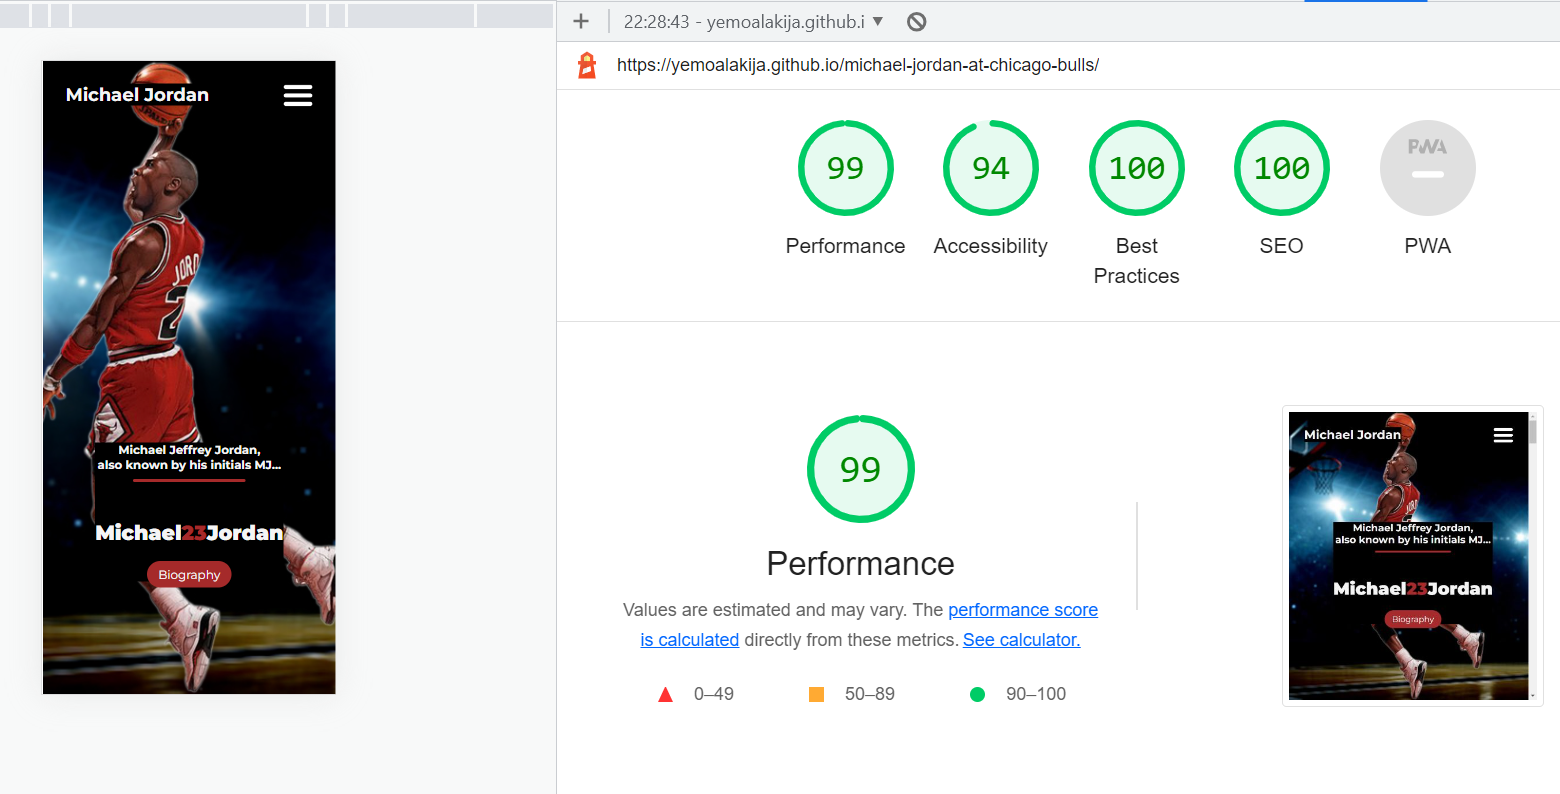 Michael Jordan
JORD
2
Michael Jeffrey Jordan,
also known by his initials MJ...
Michael23Jordan
Biography
22:28:43 - yemoalakija.github.i
https://yemoalakija.github.io/michael-jordan-at-chicago-bulls/
99
94
100
100
PWA
Performance
Accessibility
Best
Practices
SEO
PWA
99
Performance
Values are estimated and may vary. The performance score
is calculated directly from these metrics. See calculator.
0–49
50–89
90–100
Michael Jordan
Michael Jeffrey Jordan,
also known by his initials MJ...
Michael23Jordan
Biography